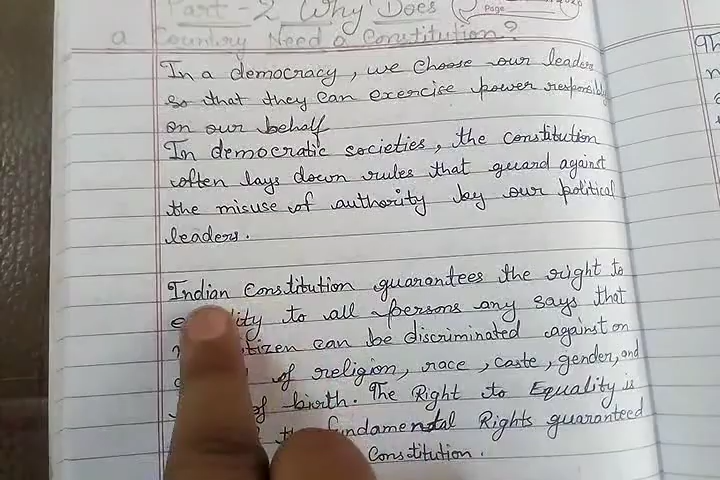 Part-2 Why Does
Page
a Country Need a Constitution?
In a democracy, we choose our leaders
so that they can exercise power responsibly
on our behalf
In democratic societies, the constitution
often lays down rules that guard against
the misuse of authority by our political
leaders.
Indian Constitution guarantees the right to
to all persons any says that
can be discriminated against on
of religion, race, caste, gender, and
of birth. The Right to Equality is
the fundamental Rights guaranteed
Constitution.